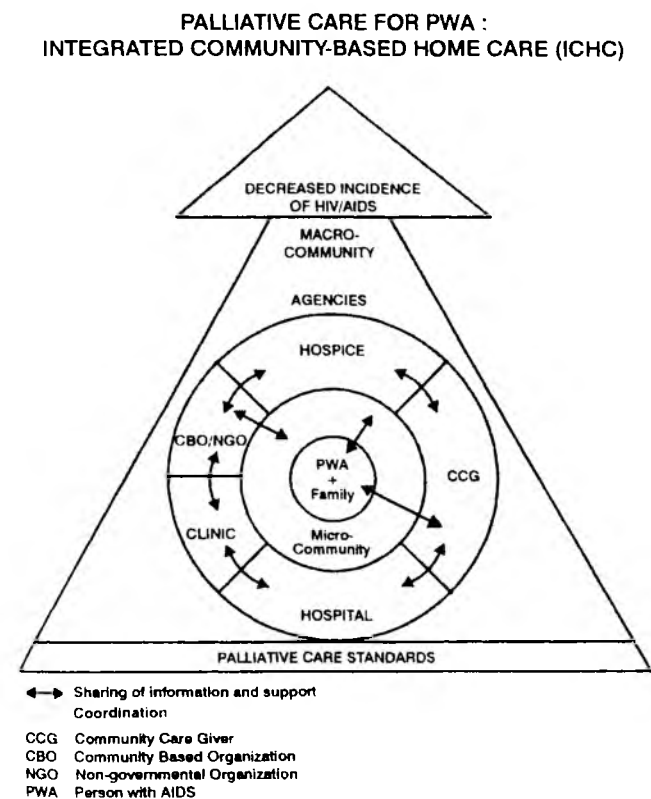 PALLIATIVE CARE FOR PWA :
INTEGRATED COMMUNITY-BASED HOME CARE (ICHC)
DECREASED INCIDENCE
OF HIV/AIDS
MACRO-
COMMUNITY
AGENCIES
HOSPICE
CBO/NGO
PWA
+
Family
CCG
CLINIC
Micro-
Community
HOSPITAL
PALLIATIVE CARE STANDARDS
Sharing of information and support
Coordination
CCG Community Care Giver
CBO Community Based Organization
NGO Non-governmental Organization
PWA Person with AIDS